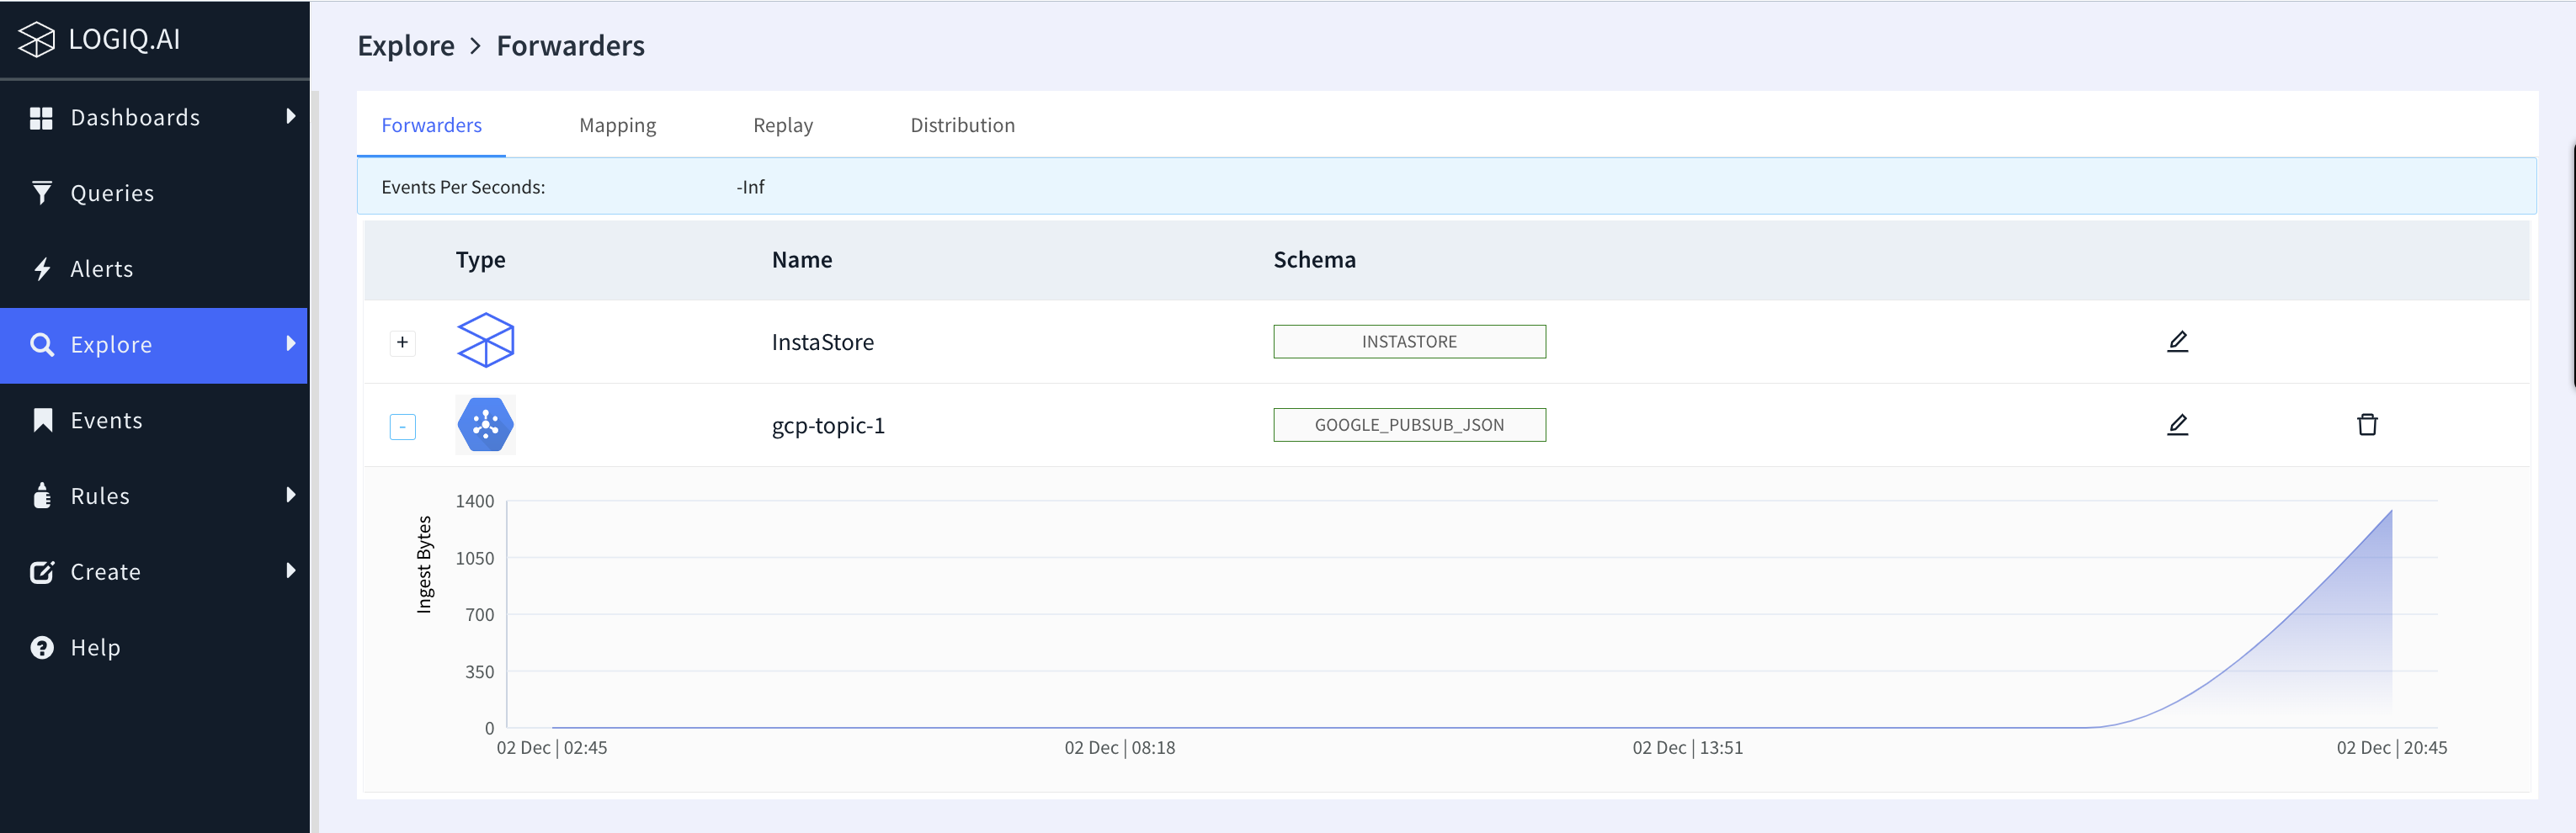 LOGIQ.AI
Dashboards
Queries
Alerts
Explore
Events
Rules
Create
Help
Explore > Forwarders
Forwarders Mapping Replay Distribution
Events Per Seconds: -Inf
Type Name Schema
+ InstaStore INSTASTORE
- gcp-topic-1 GOOGLE_PUBSUB_JSON
Ingest Bytes
1400
1050
700
350
0
02 Dec | 02:45 02 Dec | 08:18 02 Dec | 13:51 02 Dec | 20:45